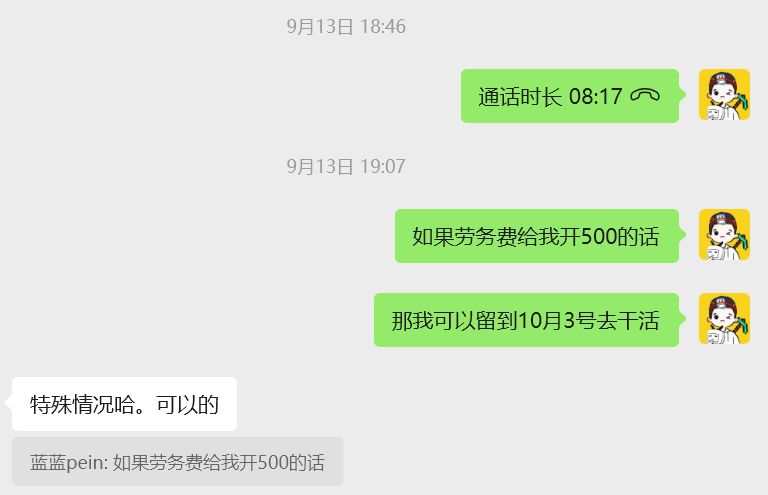 9月13日 18:46
通话时长 08:17
9月13日 19:07
如果劳务费给我开500的话
那我可以留到10月3号去干活
特殊情况哈。可以的
蓝蓝pein: 如果劳务费给我开500的话